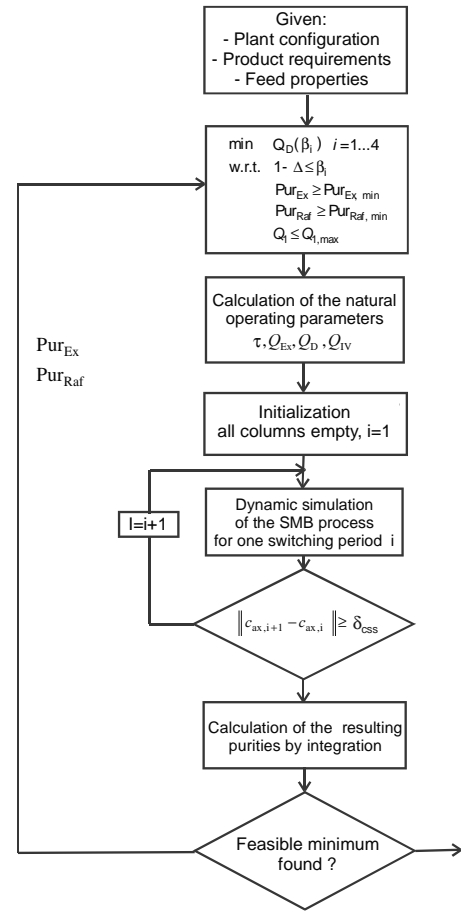 Given:
- Plant configuration
- Product requirements
- Feed properties
min Q_D(β_i) i=1...4
w.r.t. 1- Δ ≤ β_i
Pur_Ex ≥ Pur_Ex, min
Pur_Raf ≥ Pur_Raf, min
Q_1 ≤ Q_1,max
Calculation of the natural
operating parameters
τ, Q_Ex, Q_D, Q_IV
Pur_Ex
Pur_Raf
Initialization
all columns empty, i=1
I=i+1
Dynamic simulation
of the SMB process
for one switching period i
‖c_ax,i+1 − c_ax,i‖ ≥ δ_css
Calculation of the resulting
purities by integration
Feasible minimum
found ?